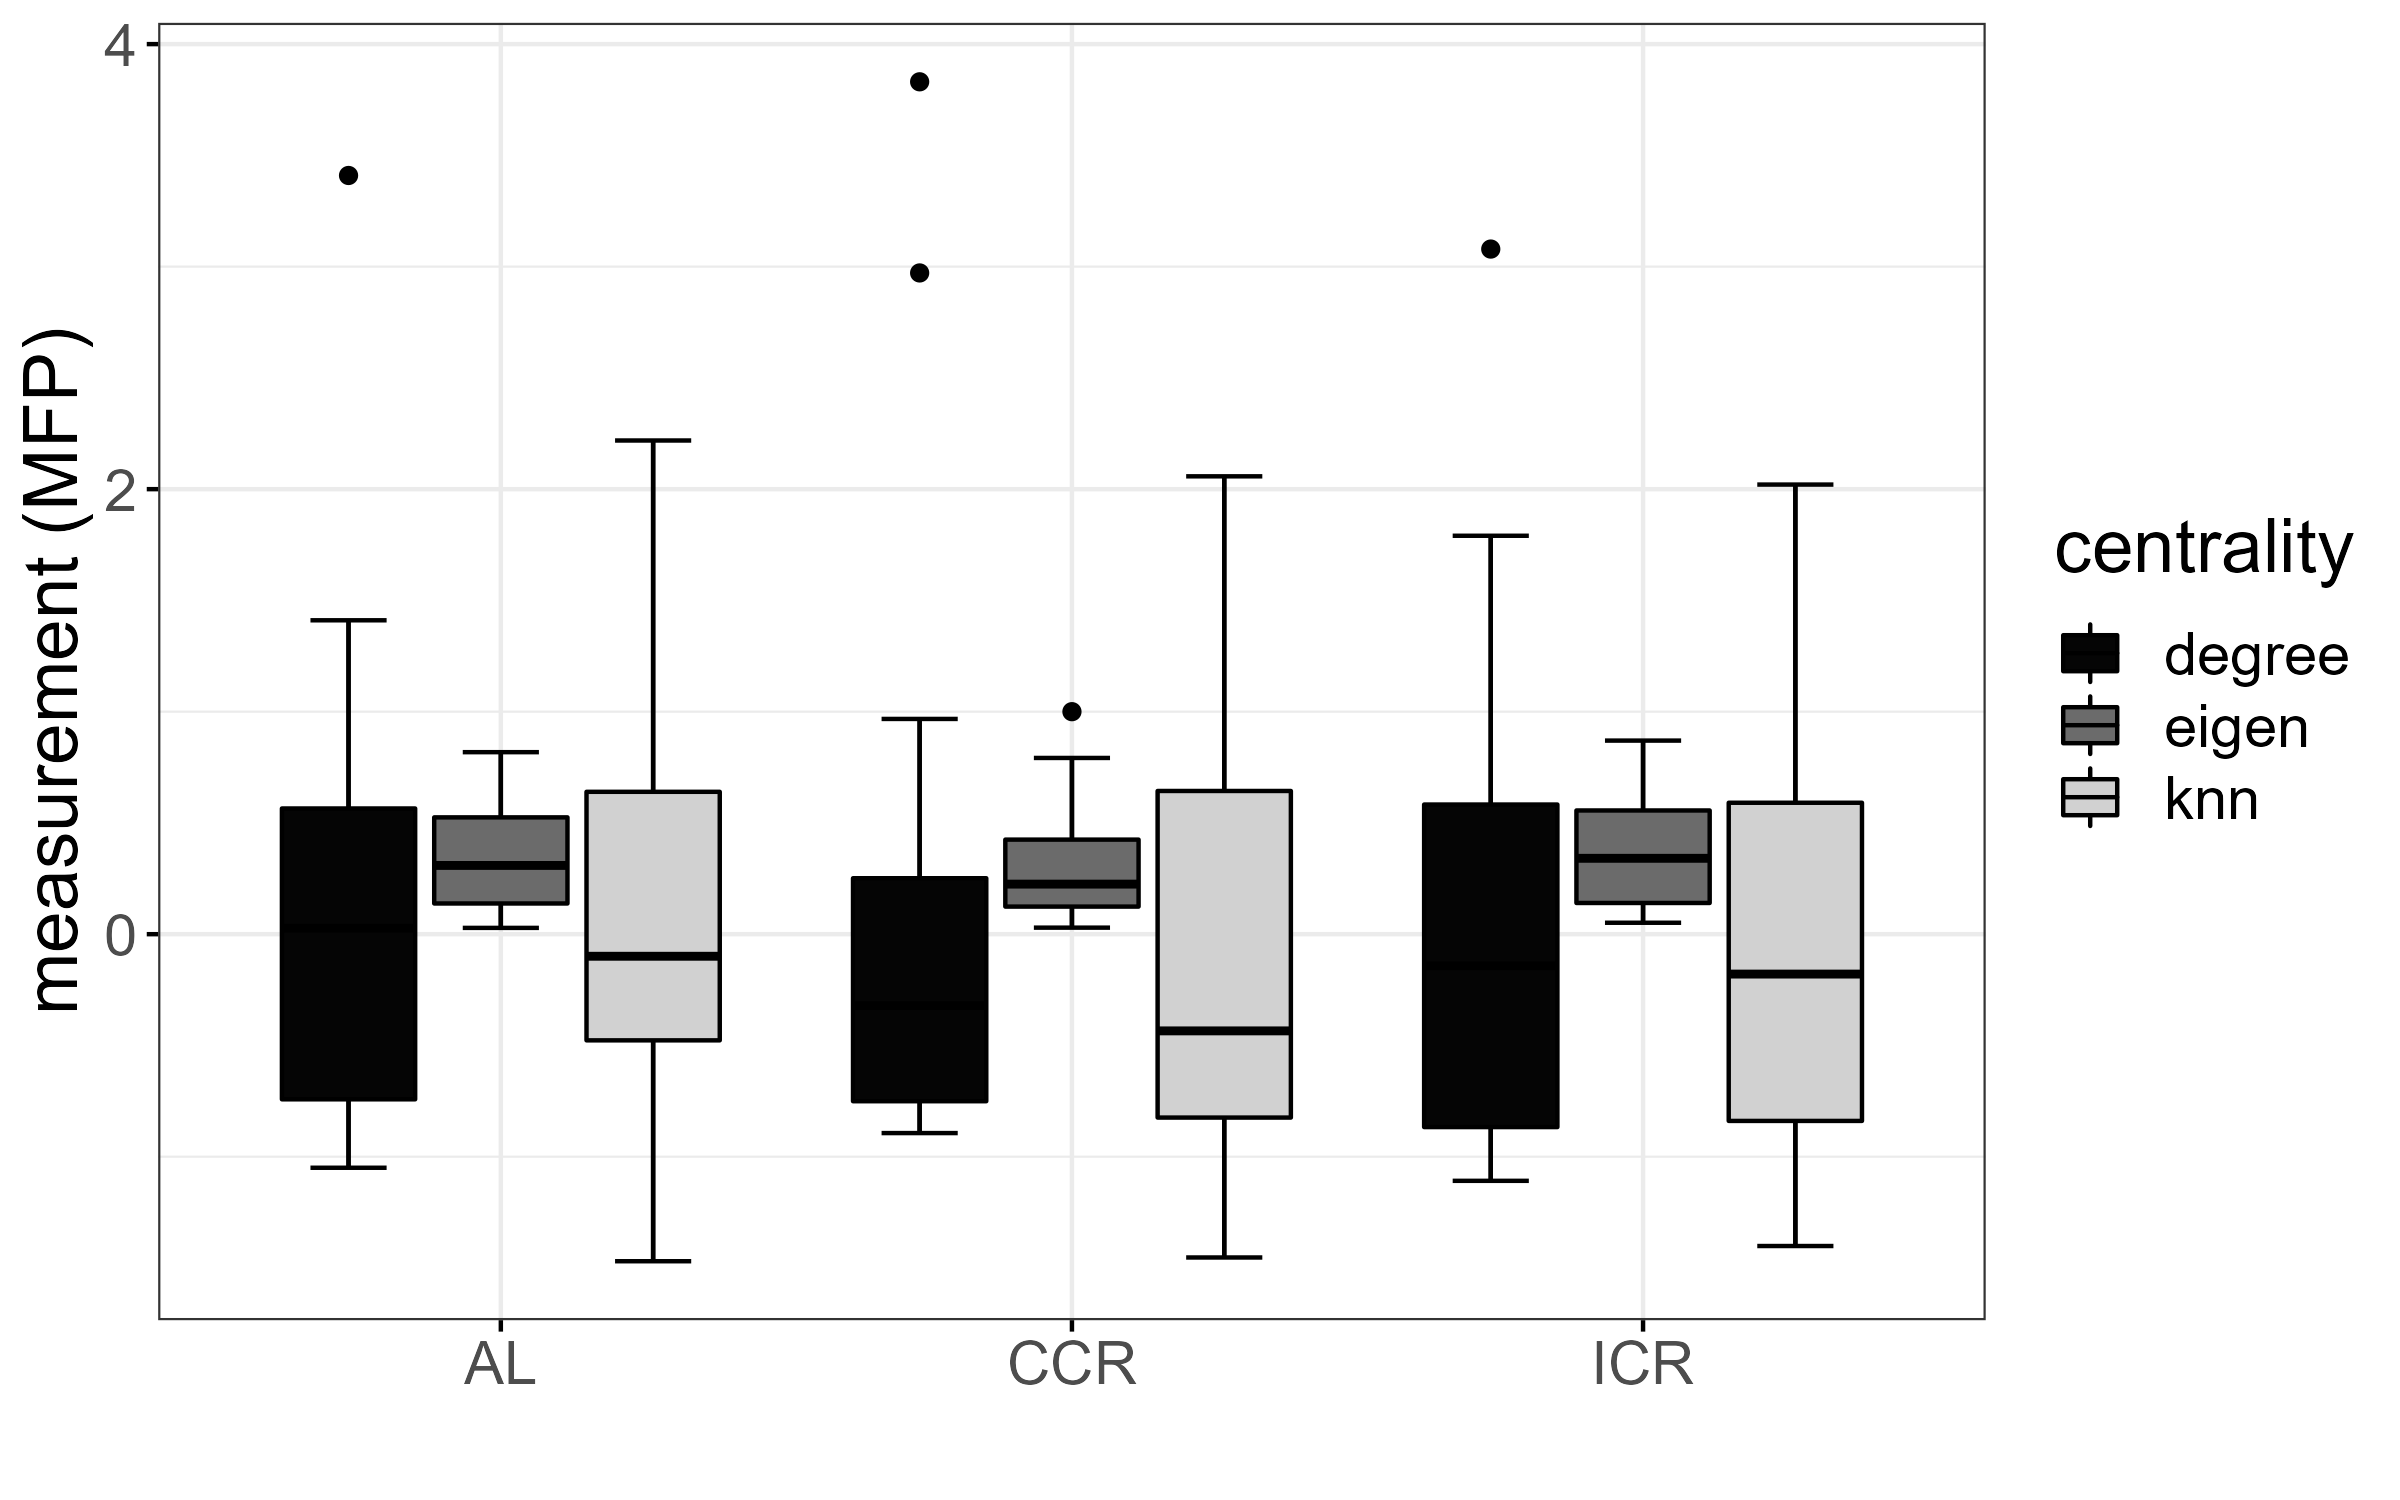 measurement (MFP)
4
2
0
AL
CCR
ICR
centrality
degree
eigen
knn